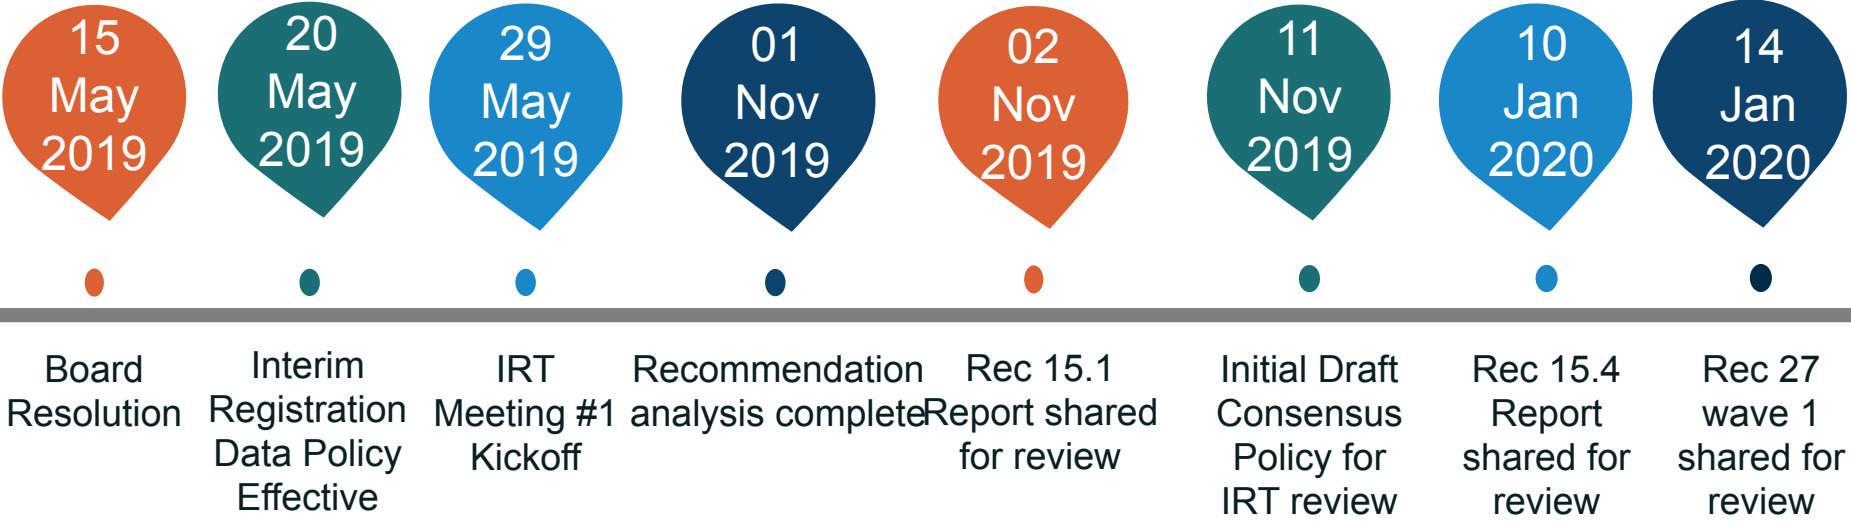 15
May
2019
20
May
2019
29
May
2019
01
Nov
2019
02
Nov
2019
11
Nov
2019
10
Jan
2020
14
Jan
2020
Board
Resolution
Interim
Registration
Data Policy
Effective
IRT
Meeting #1
Kickoff
Recommendation
analysis complete
Rec 15.1
Report shared
for review
Initial Draft
Consensus
Policy for
IRT review
Rec 15.4
Report
shared for
review
Rec 27
wave 1
shared for
review